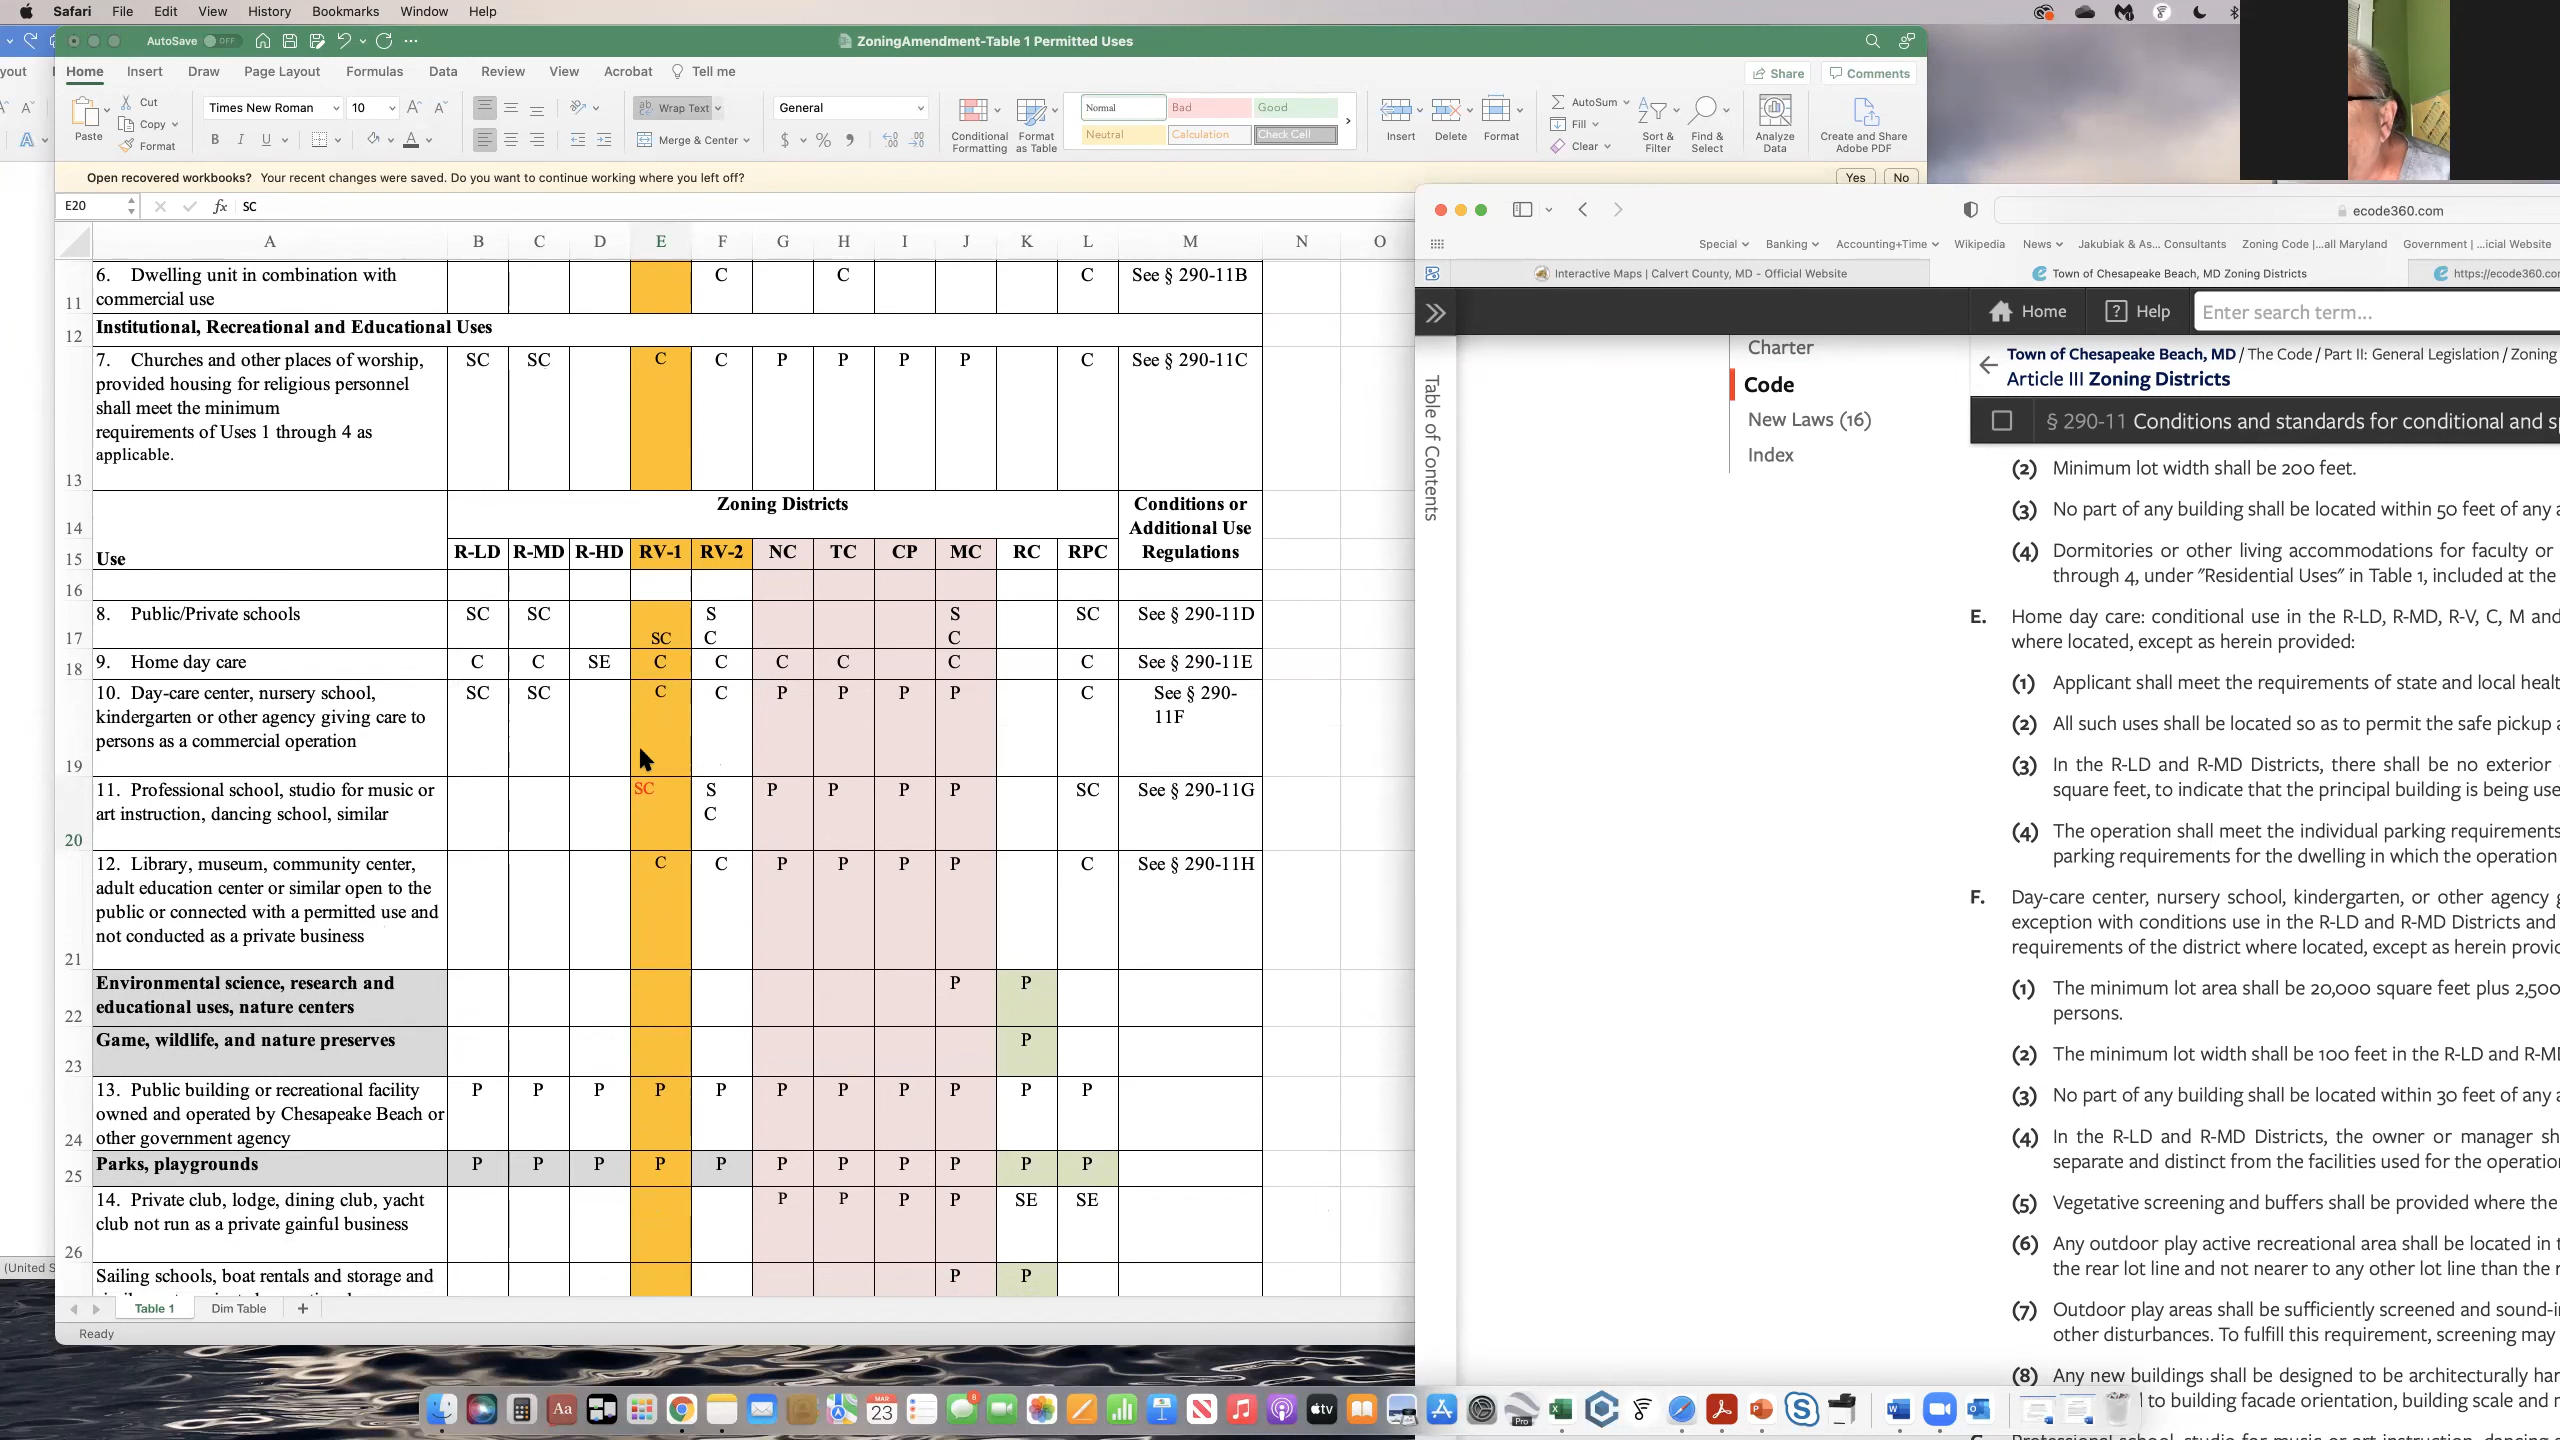 Safari File Edit View History Bookmarks Window Help
AutoSave OFF ZoningAmendment-Table 1 Permitted Uses
yout Home Insert Draw Page Layout Formulas Data Review View Acrobat Tell me Share Comments
Paste Cut Copy Format Times New Roman 10 Wrap Text Merge & Center General
B I U $ % Conditional Formatting Format as Table Normal Bad Good Neutral Calculation Check Cell
Insert Delete Format AutoSum Fill Clear Sort & Filter Find & Select Analyze Data Create and Share Adobe PDF
Open recovered workbooks? Your recent changes were saved. Do you want to continue working where you left off? Yes No
E20 fx SC
A B C D E F G H I J K L M N O
11 6. Dwelling unit in combination with commercial use C C C See § 290-11B
12 Institutional, Recreational and Educational Uses
13 7. Churches and other places of worship, provided housing for religious personnel shall meet the minimum requirements of Uses 1 through 4 as applicable. SC SC C C P P P P C See § 290-11C
14 Zoning Districts Conditions or Additional Use Regulations
15 Use R-LD R-MD R-HD RV-1 RV-2 NC TC CP MC RC RPC
16
17 8. Public/Private schools SC SC SC S C S C SC See § 290-11D
18 9. Home day care C C SE C C C C C C See § 290-11E
19 10. Day-care center, nursery school, kindergarten or other agency giving care to persons as a commercial operation SC SC C C P P P P C See § 290-11F
20 11. Professional school, studio for music or art instruction, dancing school, similar SC S C P P P P SC See § 290-11G
21 12. Library, museum, community center, adult education center or similar open to the public or connected with a permitted use and not conducted as a private business C C P P P P C See § 290-11H
22 Environmental science, research and educational uses, nature centers P P
23 Game, wildlife, and nature preserves P
24 13. Public building or recreational facility owned and operated by Chesapeake Beach or other government agency P P P P P P P P P P P
25 Parks, playgrounds P P P P P P P P P P P
26 14. Private club, lodge, dining club, yacht club not run as a private gainful business P P P P SE SE
Sailing schools, boat rentals and storage and P P
(United S
Table 1 Dim Table +
Ready
ecode360.com
Special Banking Accounting+Time Wikipedia News Jakubiak & As... Consultants Zoning Code |...all Maryland Government | ...icial Website
Interactive Maps | Calvert County, MD - Official Website Town of Chesapeake Beach, MD Zoning Districts https://ecode360.co
Home Help Enter search term...
Table of Contents
Charter
Code
New Laws (16)
Index
Town of Chesapeake Beach, MD / The Code / Part II: General Legislation / Zoning
Article III Zoning Districts
§ 290-11 Conditions and standards for conditional and sp
(2) Minimum lot width shall be 200 feet.
(3) No part of any building shall be located within 50 feet of any a
(4) Dormitories or other living accommodations for faculty or
through 4, under "Residential Uses" in Table 1, included at the
E. Home day care: conditional use in the R-LD, R-MD, R-V, C, M and
where located, except as herein provided:
(1) Applicant shall meet the requirements of state and local healt
(2) All such uses shall be located so as to permit the safe pickup a
(3) In the R-LD and R-MD Districts, there shall be no exterior
square feet, to indicate that the principal building is being use
(4) The operation shall meet the individual parking requirements
parking requirements for the dwelling in which the operation
F. Day-care center, nursery school, kindergarten, or other agency g
exception with conditions use in the R-LD and R-MD Districts and
requirements of the district where located, except as herein provid
(1) The minimum lot area shall be 20,000 square feet plus 2,500
persons.
(2) The minimum lot width shall be 100 feet in the R-LD and R-MD
(3) No part of any building shall be located within 30 feet of any a
(4) In the R-LD and R-MD Districts, the owner or manager sh
separate and distinct from the facilities used for the operation
(5) Vegetative screening and buffers shall be provided where the
(6) Any outdoor play active recreational area shall be located in t
the rear lot line and not nearer to any other lot line than the r
(7) Outdoor play areas shall be sufficiently screened and sound-in
other disturbances. To fulfill this requirement, screening may
(8) Any new buildings shall be designed to be architecturally har
to building facade orientation, building scale and
MAR 23 8 tv Pro